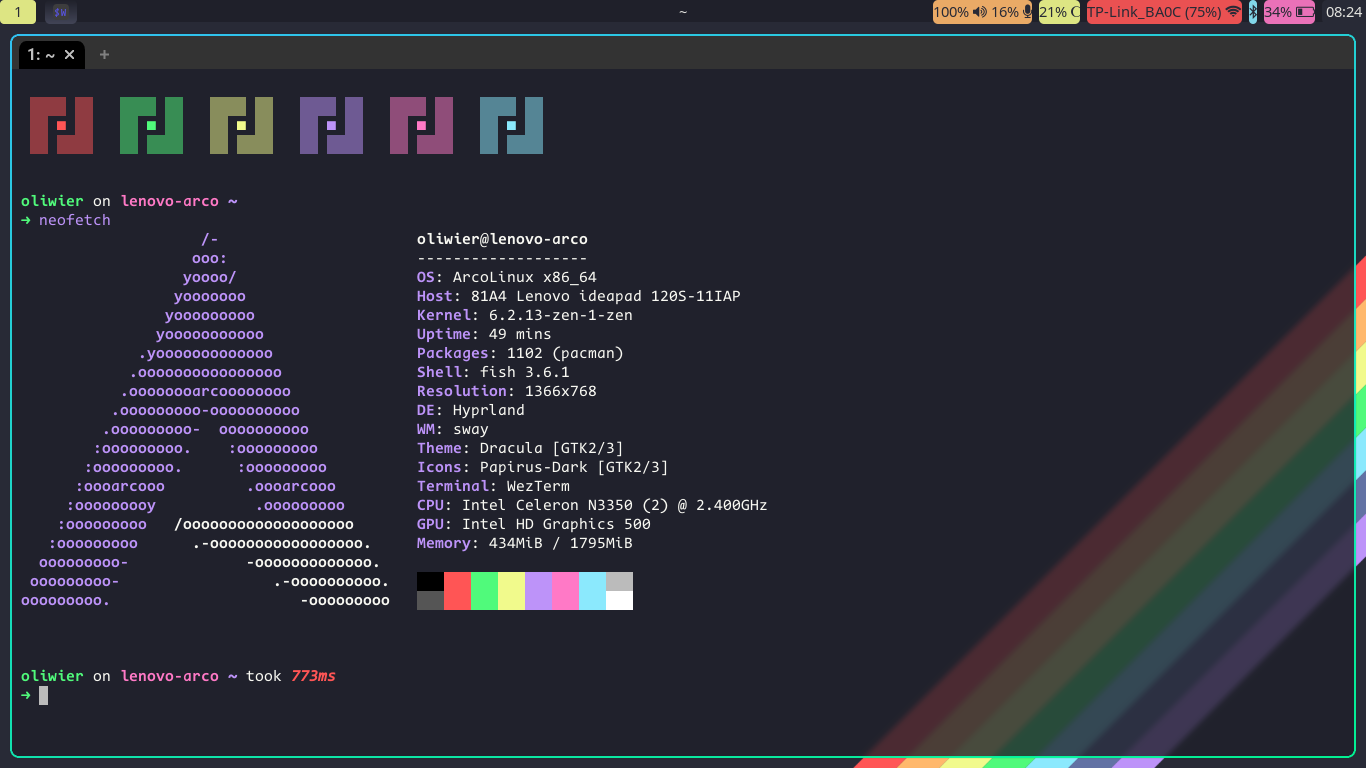 1 $W ~ 100% 16% 21% TP-Link_BA0C (75%) 34% 08:24
1: ~ × +
oliwier on lenovo-arco ~
→ neofetch
/- oliwier@lenovo-arco
ooo: -------------------
yoooo/ OS: ArcoLinux x86_64
yooooooo Host: 81A4 Lenovo ideapad 120S-11IAP
yooooooooo Kernel: 6.2.13-zen-1-zen
yooooooooooo Uptime: 49 mins
.yooooooooooooo Packages: 1102 (pacman)
.oooooooooooooooo Shell: fish 3.6.1
.oooooooarcoooooooo Resolution: 1366x768
.ooooooooo-oooooooooo DE: Hyprland
.ooooooooo- oooooooooo WM: sway
:ooooooooo. :ooooooooo Theme: Dracula [GTK2/3]
:ooooooooo. :ooooooooo Icons: Papirus-Dark [GTK2/3]
:oooarcooo .oooarcooo Terminal: WezTerm
:ooooooooy .ooooooooo CPU: Intel Celeron N3350 (2) @ 2.400GHz
:ooooooooo /ooooooooooooooooooo GPU: Intel HD Graphics 500
:ooooooooo .-ooooooooooooooooo. Memory: 434MiB / 1795MiB
ooooooooo- -ooooooooooooo.
ooooooooo- .-oooooooooo.
ooooooooo. -ooooooooo
oliwier on lenovo-arco ~ took 773ms
→